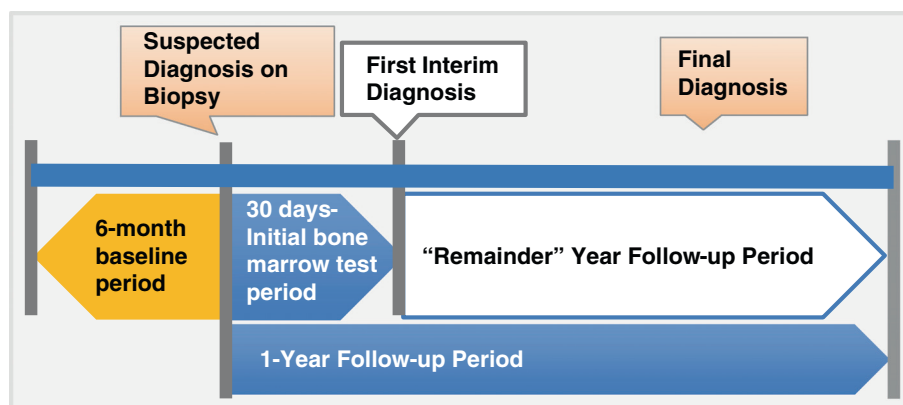 Suspected
Diagnosis on
Biopsy
First Interim
Diagnosis
Final
Diagnosis
6-month
baseline
period
30 days-
Initial bone
marrow test
period
“Remainder” Year Follow-up Period
1-Year Follow-up Period